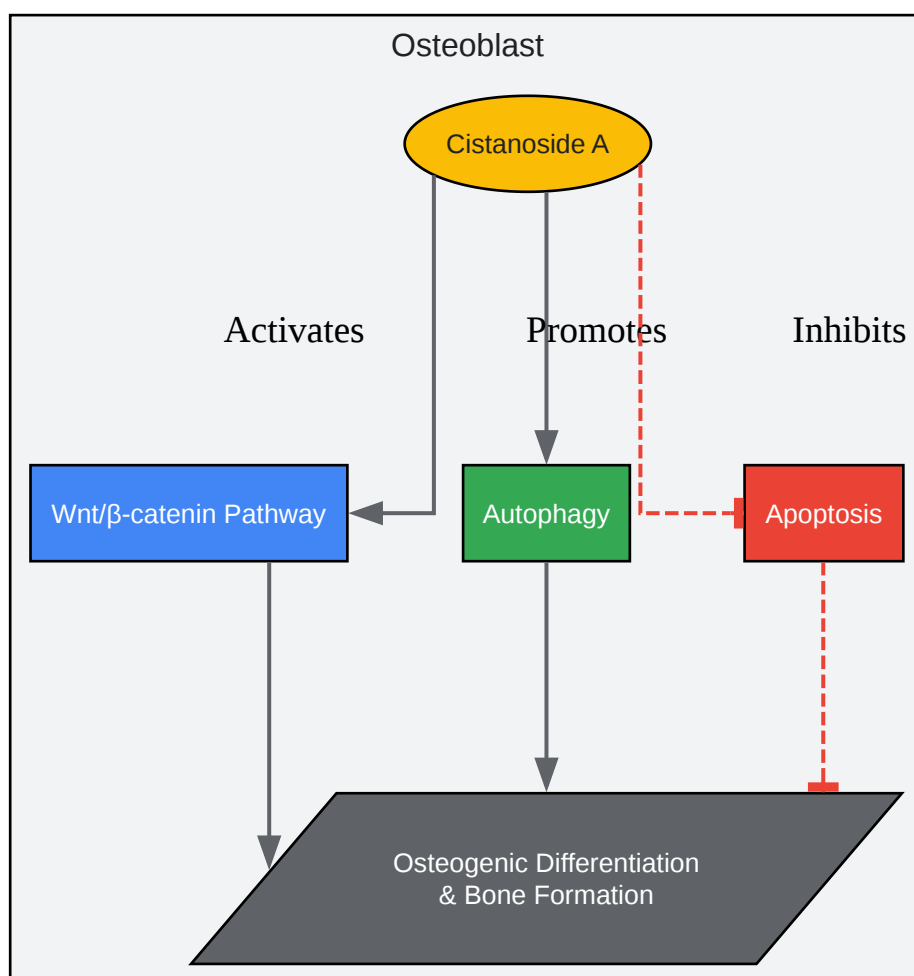 Osteoblast
Cistanoside A
Activates
Promotes
Inhibits
Wnt/β-catenin Pathway
Autophagy
Apoptosis
Osteogenic Differentiation
& Bone Formation